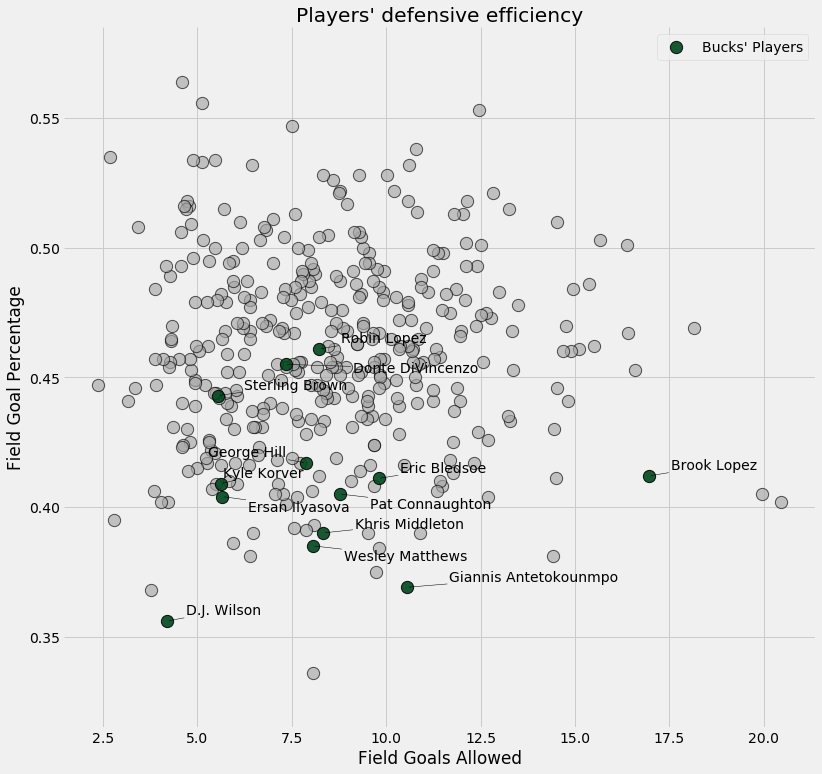 Players' defensive efficiency
Bucks' Players
Field Goal Percentage
0.55
0.50
0.45
0.40
0.35
Robin Lopez
Donte DiVincenzo
Sterling Brown
George Hill
Kyle Korver
Eric Bledsoe
Brook Lopez
Ersan Ilyasova
Pat Connaughton
Khris Middleton
Wesley Matthews
Giannis Antetokounmpo
D.J. Wilson
2.5 5.0 7.5 10.0 12.5 15.0 17.5 20.0
Field Goals Allowed